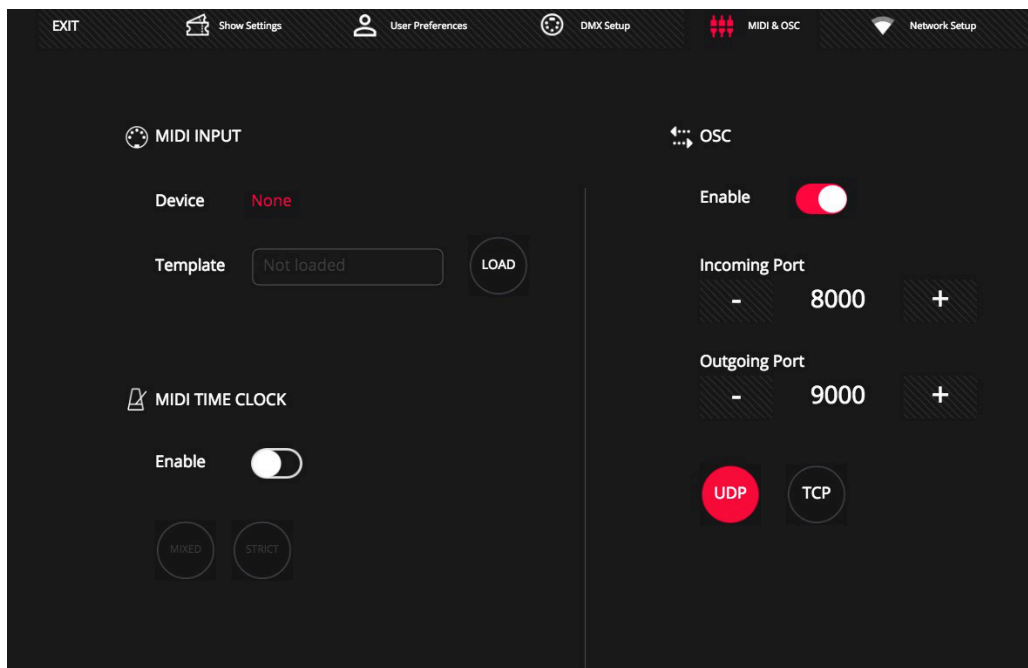 EXIT
Show Settings
User Preferences
DMX Setup
MIDI & OSC
Network Setup
MIDI INPUT
Device None
Template Not loaded LOAD
MIDI TIME CLOCK
Enable
MIXED STRICT
OSC
Enable
Incoming Port
- 8000 +
Outgoing Port
- 9000 +
UDP TCP